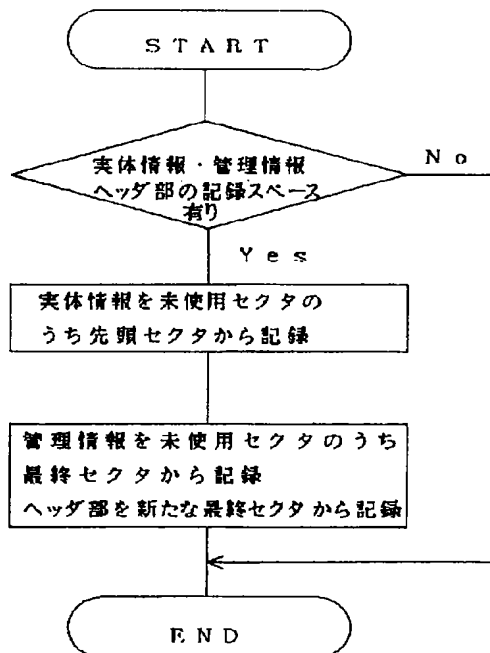 START
実体情報・管理情報
ヘッダ部の記録スペース
有り
No
Yes
実体情報を未使用セクタの
うち先頭セクタから記録
管理情報を未使用セクタのうち
最終セクタから記録
ヘッダ部を新たな最終セクタから記録
END